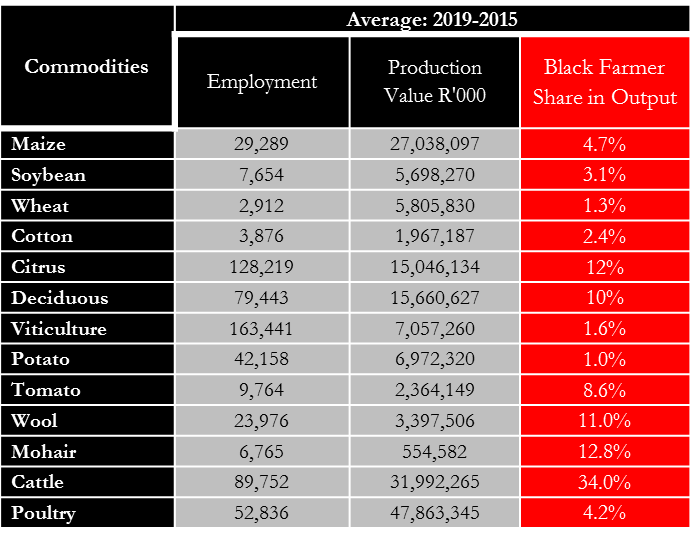 Average: 2019-2015
Commodities Employment Production Value R'000 Black Farmer Share in Output
Maize 29,289 27,038,097 4.7%
Soybean 7,654 5,698,270 3.1%
Wheat 2,912 5,805,830 1.3%
Cotton 3,876 1,967,187 2.4%
Citrus 128,219 15,046,134 12%
Deciduous 79,443 15,660,627 10%
Viticulture 163,441 7,057,260 1.6%
Potato 42,158 6,972,320 1.0%
Tomato 9,764 2,364,149 8.6%
Wool 23,976 3,397,506 11.0%
Mohair 6,765 554,582 12.8%
Cattle 89,752 31,992,265 34.0%
Poultry 52,836 47,863,345 4.2%